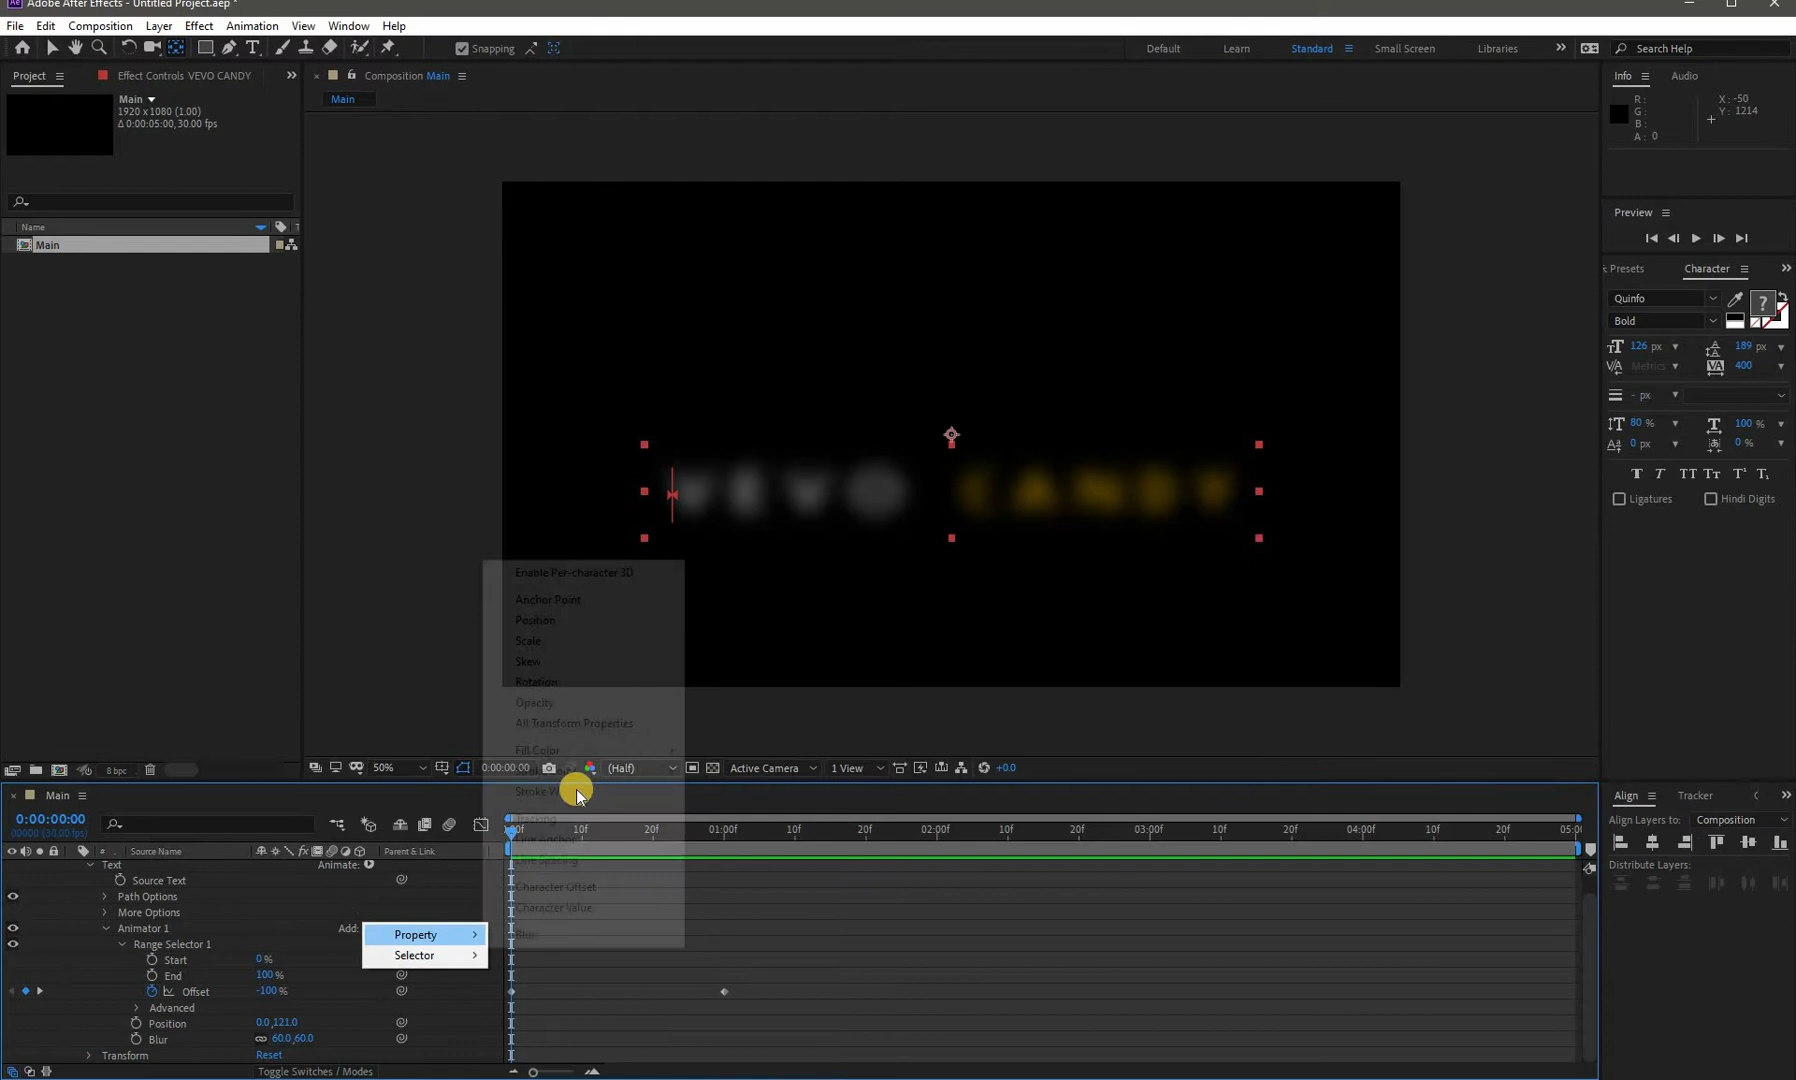 Adobe After Effects - Untitled Project.aep *
File Edit Composition Layer Effect Animation View Window Help
Snapping
Default Learn Standard Small Screen Libraries
Search Help
Project Effect Controls VEVO CANDY
Composition Main
Info Audio
Main
1920 x 1080 (1.00)
Δ 0:00:05:00, 30.00 fps
Main
R:
G:
B:
A: 0
X: -50
Y: 1214
Name
Main
Preview
Presets Character
Quinfo
Bold
126 px 189 px
Metrics 400
- px
80 % 100 %
0 px 0 %
Ligatures Hindi Digits
VEVO CANDY
Enable Per-character 3D
Anchor Point
Position
Scale
Skew
Rotation
Opacity
All Transform Properties
Fill Color
Stroke
Tracking
Line Anchor
Line Spacing
Character Offset
Character Value
Blur
8 bpc
50% 0:00:00:00 (Half) Active Camera 1 View +0.0
Main
0:00:00:00
00000 (30.00 fps)
:00f 10f 20f 01:00f 10f 20f 02:00f 10f 20f 03:00f 10f 20f 04:00f 10f 20f 05:0
# Source Name Parent & Link
Text Animate:
Source Text
Path Options
More Options
Animator 1 Add:
Property
Selector
Range Selector 1
Start 0 %
End 100 %
Offset -100 %
Advanced
Position 0.0,121.0
Blur 60.0,60.0
Transform Reset
Toggle Switches / Modes
Align Tracker
Align Layers to: Composition
Distribute Layers: